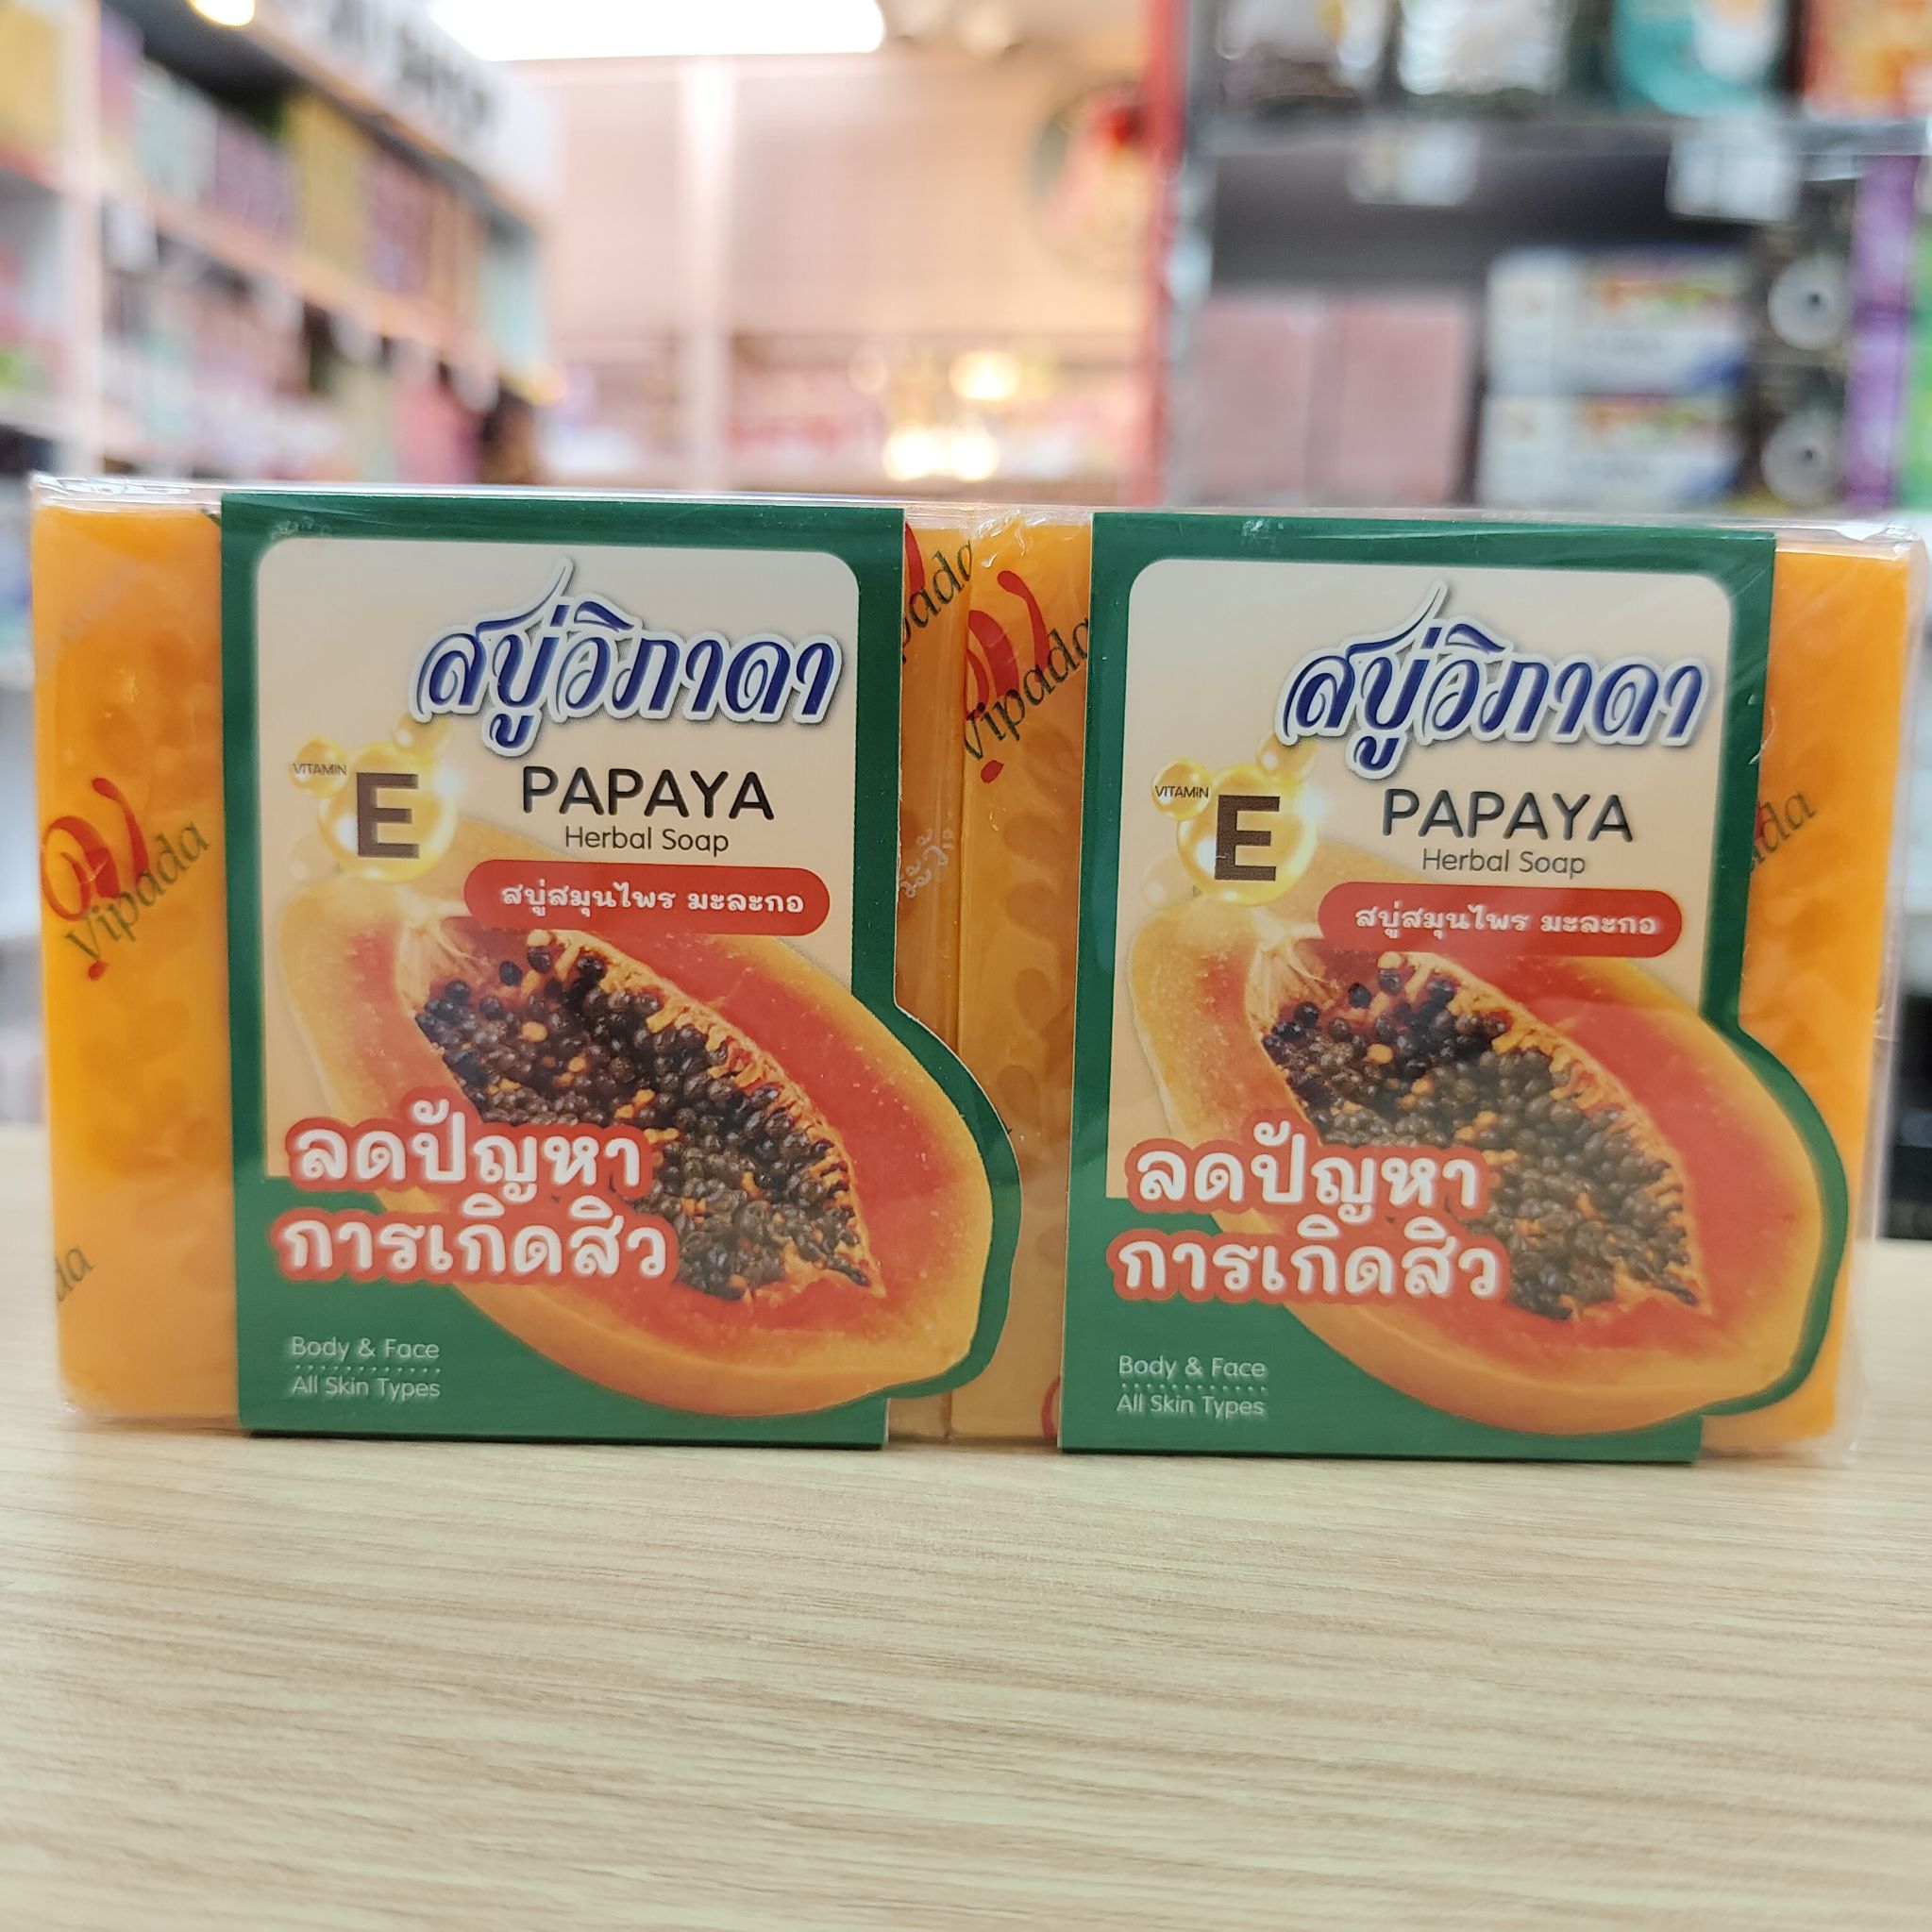 สบู่วิภาดา
VITAMIN
E
PAPAYA
Herbal Soap
สบู่สมุนไพร มะละกอ
ลดปัญหา
การเกิดสิว
Body & Face
All Skin Types
Vipada
Vipada
สบู่วิภาดา
VITAMIN
E
PAPAYA
Herbal Soap
สบู่สมุนไพร มะละกอ
ลดปัญหา
การเกิดสิว
Body & Face
All Skin Types